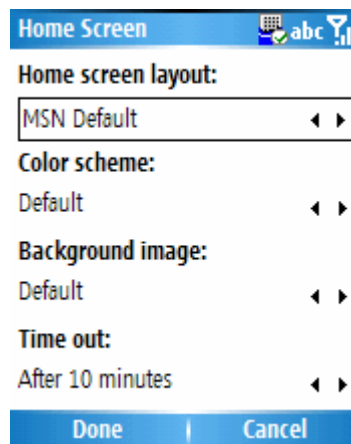 Home Screen abc
Home screen layout:
MSN Default
Color scheme:
Default
Background image:
Default
Time out:
After 10 minutes
Done Cancel